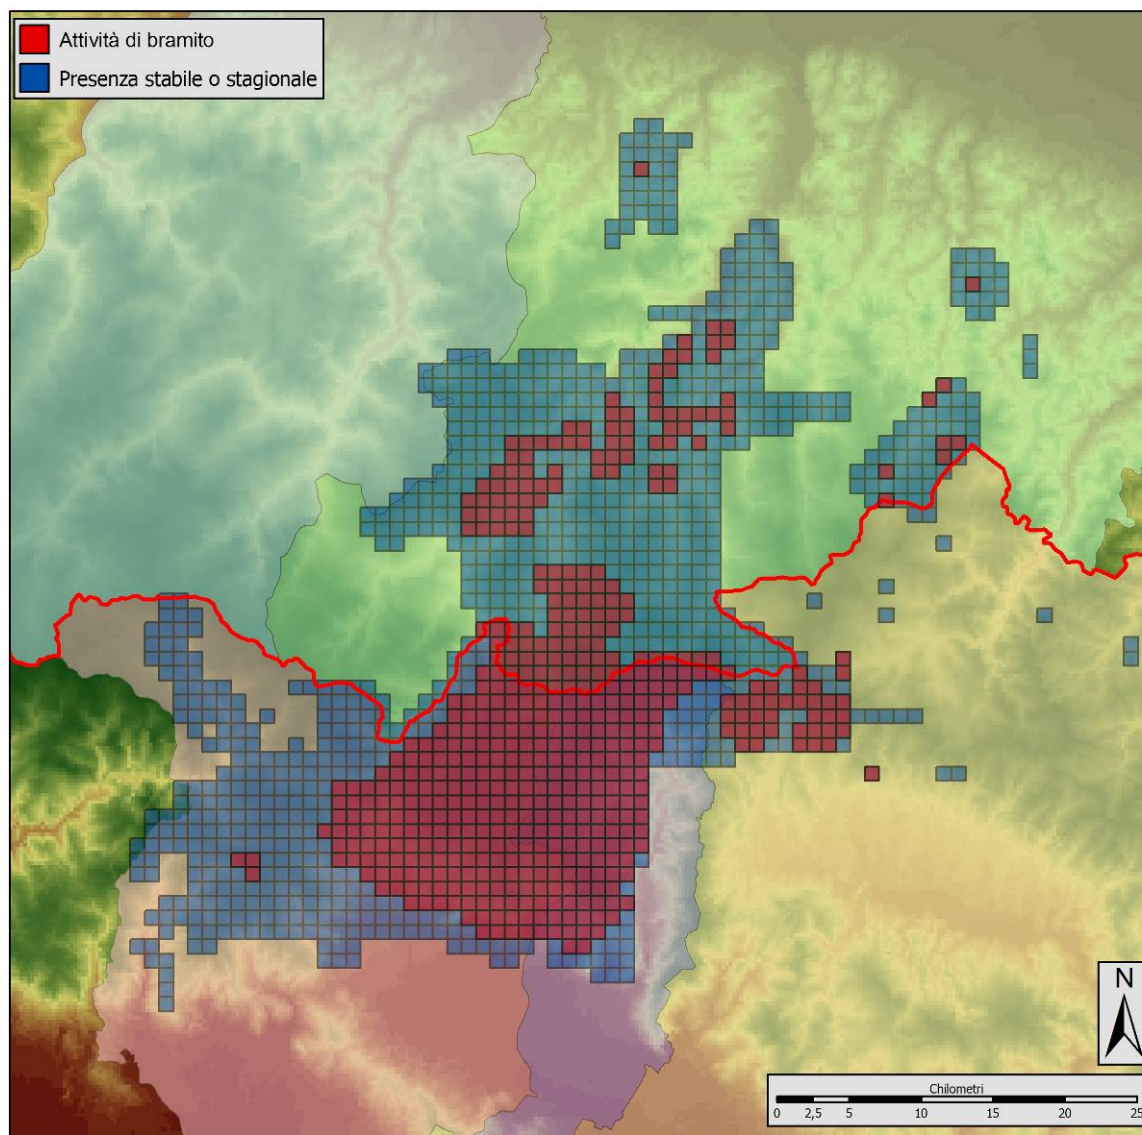 Attività di bramito
Presenza stabile o stagionale
N
Chilometri
0 2,5 5 10 15 20 25